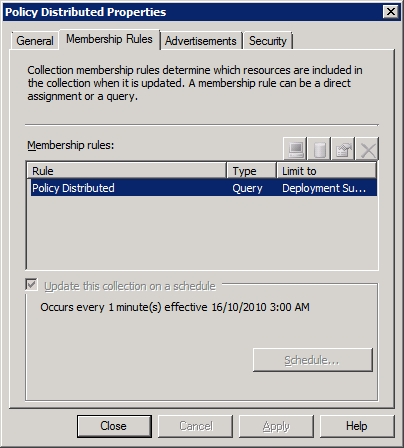 Policy Distributed Properties
General Membership Rules Advertisements Security
Collection membership rules determine which resources are included
in the collection when it is updated. A membership rule can be a direct
assignment or a query.
Membership rules:
Rule Type Limit to
Policy Distributed Query Deployment Su...
Update this collection on a schedule
Occurs every 1 minute(s) effective 16/10/2010 3:00 AM
Schedule...
Close Cancel Apply Help